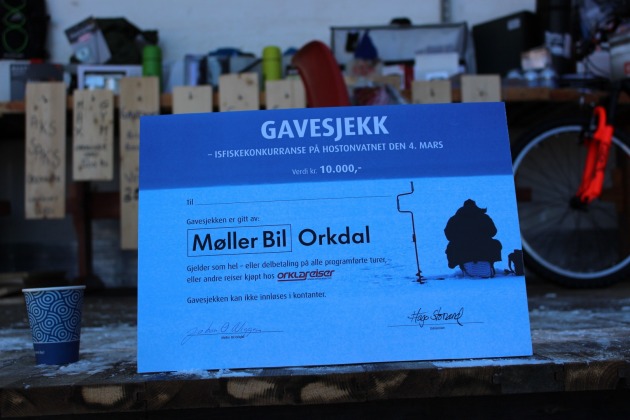 GAVESJEKK
– ISFISKEKONKURRANSE PÅ HOSTONVATNET DEN 4. MARS
Verdi kr. 10.000,-
til
Gavesjekken er gitt av:
Møller Bil Orkdal
Gjelder som hel – eller delbetaling på alle programførte turer,
eller andre reiser kjøpt hos orklareiser
Gavesjekken kan ikke innløses i kontanter.